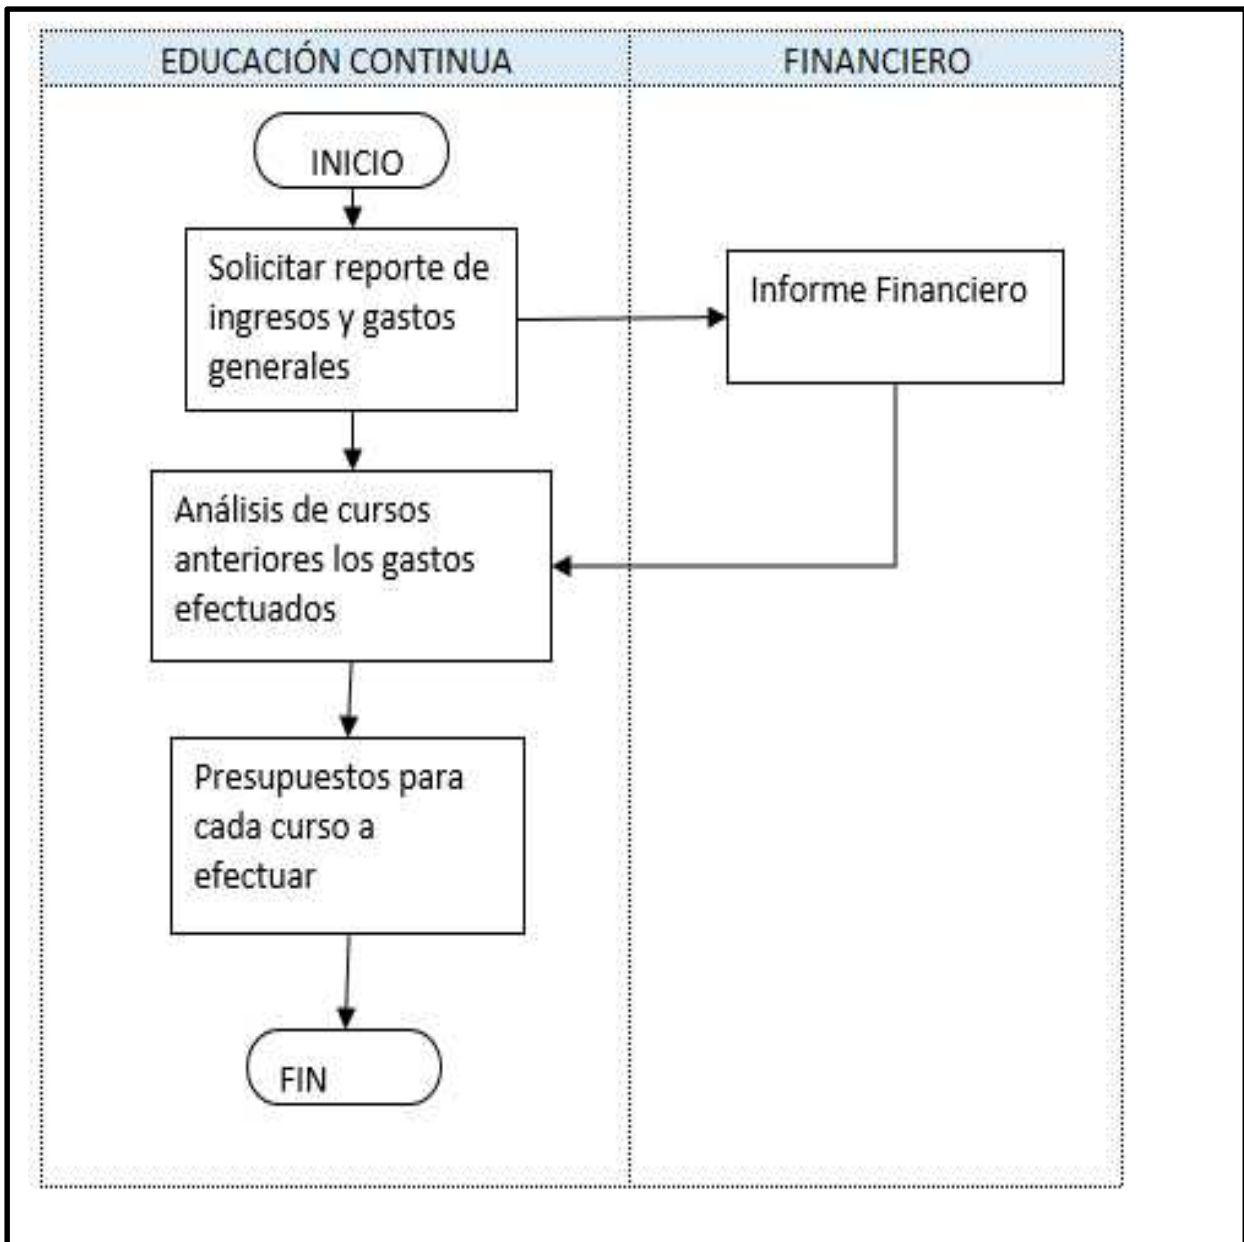 EDUCACIÓN CONTINUA
FINANCIERO
INICIO
Solicitar reporte de
ingresos y gastos
generales
Informe Financiero
Análisis de cursos
anteriores los gastos
efectuados
Presupuestos para
cada curso a
efectuar
FIN